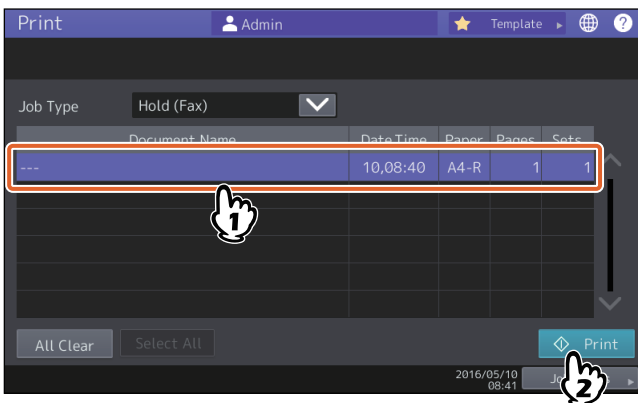 Print Admin Template
Job Type Hold (Fax)
Document Name Date Time Paper Pages Sets
--- 10,08:40 A4-R 1 1
1
All Clear Select All Print
2016/05/10
08:41
2